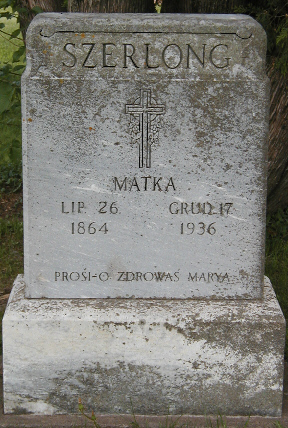 SZERLONG
MATKA
LIP. 26 GRUD. 17
1864 1936
PROSI-O ZDROWAS MARYA